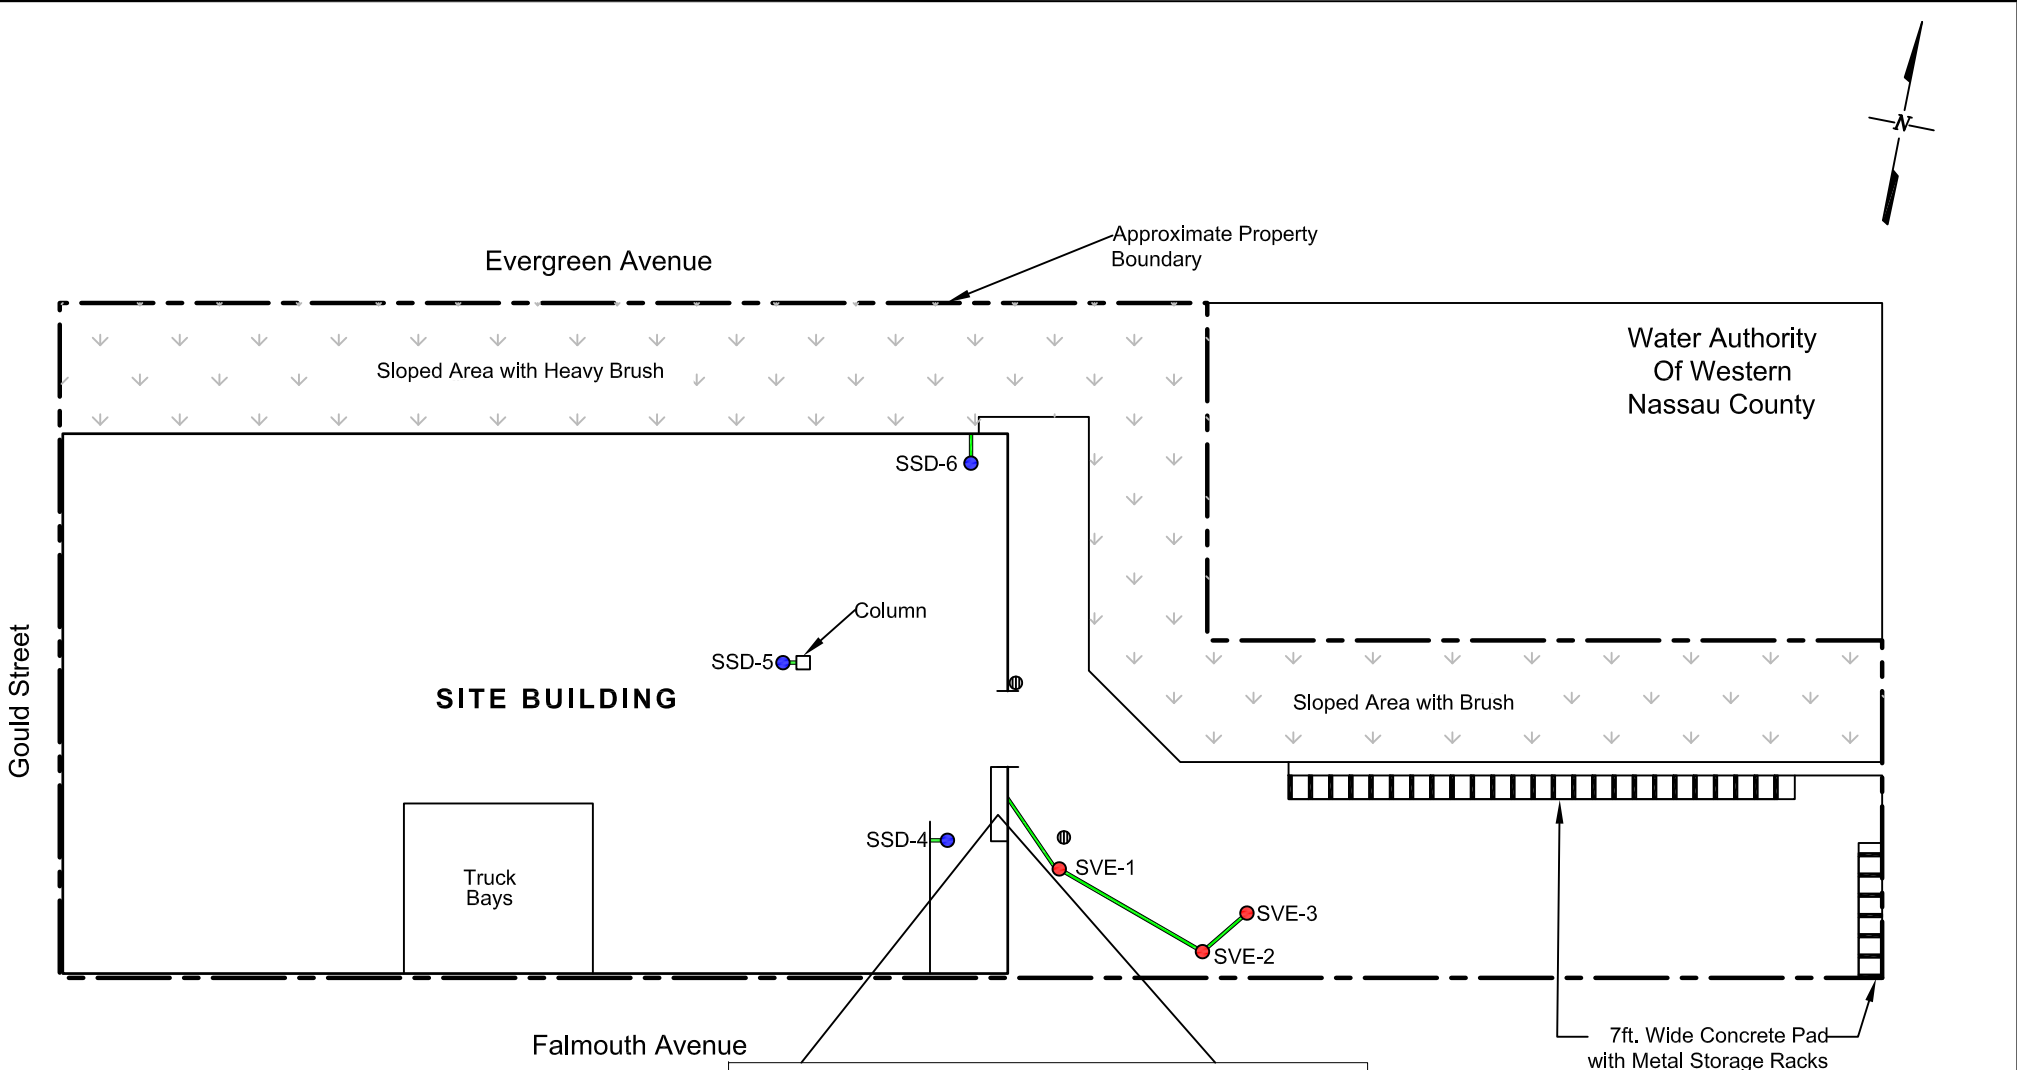 N
Approximate Property
Boundary
Evergreen Avenue
Water Authority
Of Western
Nassau County
Sloped Area with Heavy Brush
SSD-6
Column
SSD-5
SITE BUILDING
Sloped Area with Brush
Gould Street
SSD-4
SVE-1
Truck
Bays
SVE-3
SVE-2
7ft. Wide Concrete Pad
with Metal Storage Racks
Falmouth Avenue